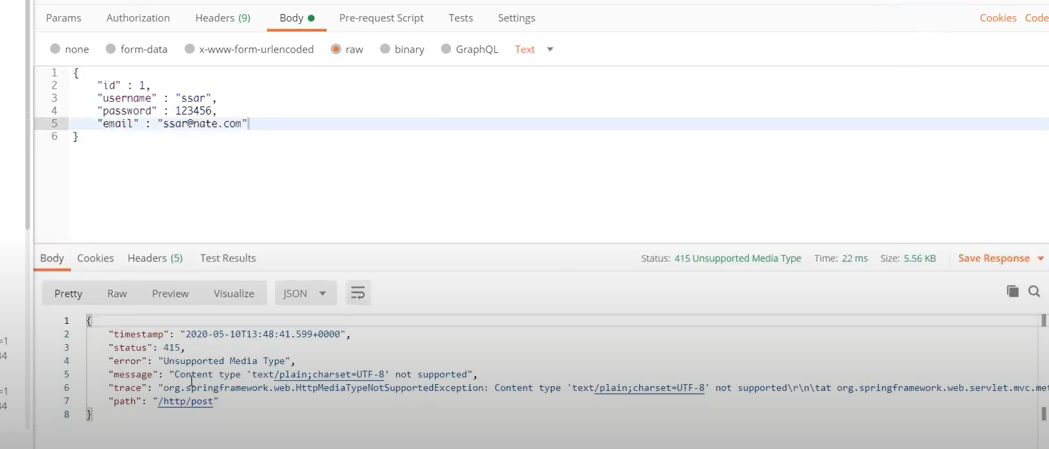 Params Authorization Headers (9) Body Pre-request Script Tests Settings Cookies Code
none form-data x-www-form-urlencoded raw binary GraphQL Text
1 {
2 "id" : 1,
3 "username" : "ssar",
4 "password" : 123456,
5 "email" : "ssar@nate.com"
6 }
Body Cookies Headers (5) Test Results Status: 415 Unsupported Media Type Time: 22 ms Size: 5.56 KB Save Response
Pretty Raw Preview Visualize JSON
1 {
2 "timestamp": "2020-05-10T13:48:41.599+0000",
=1
3 "status": 415,
34
4 "error": "Unsupported Media Type",
5 "message": "Content type 'text/plain;charset=UTF-8' not supported",
6 "trace": "org.springframework.web.HttpMediaTypeNotSupportedException: Content type 'text/plain;charset=UTF-8' not supported\r\n\tat org.springframework.web.servlet.mvc.met
=1
7 "path": "/http/post"
34
8 }